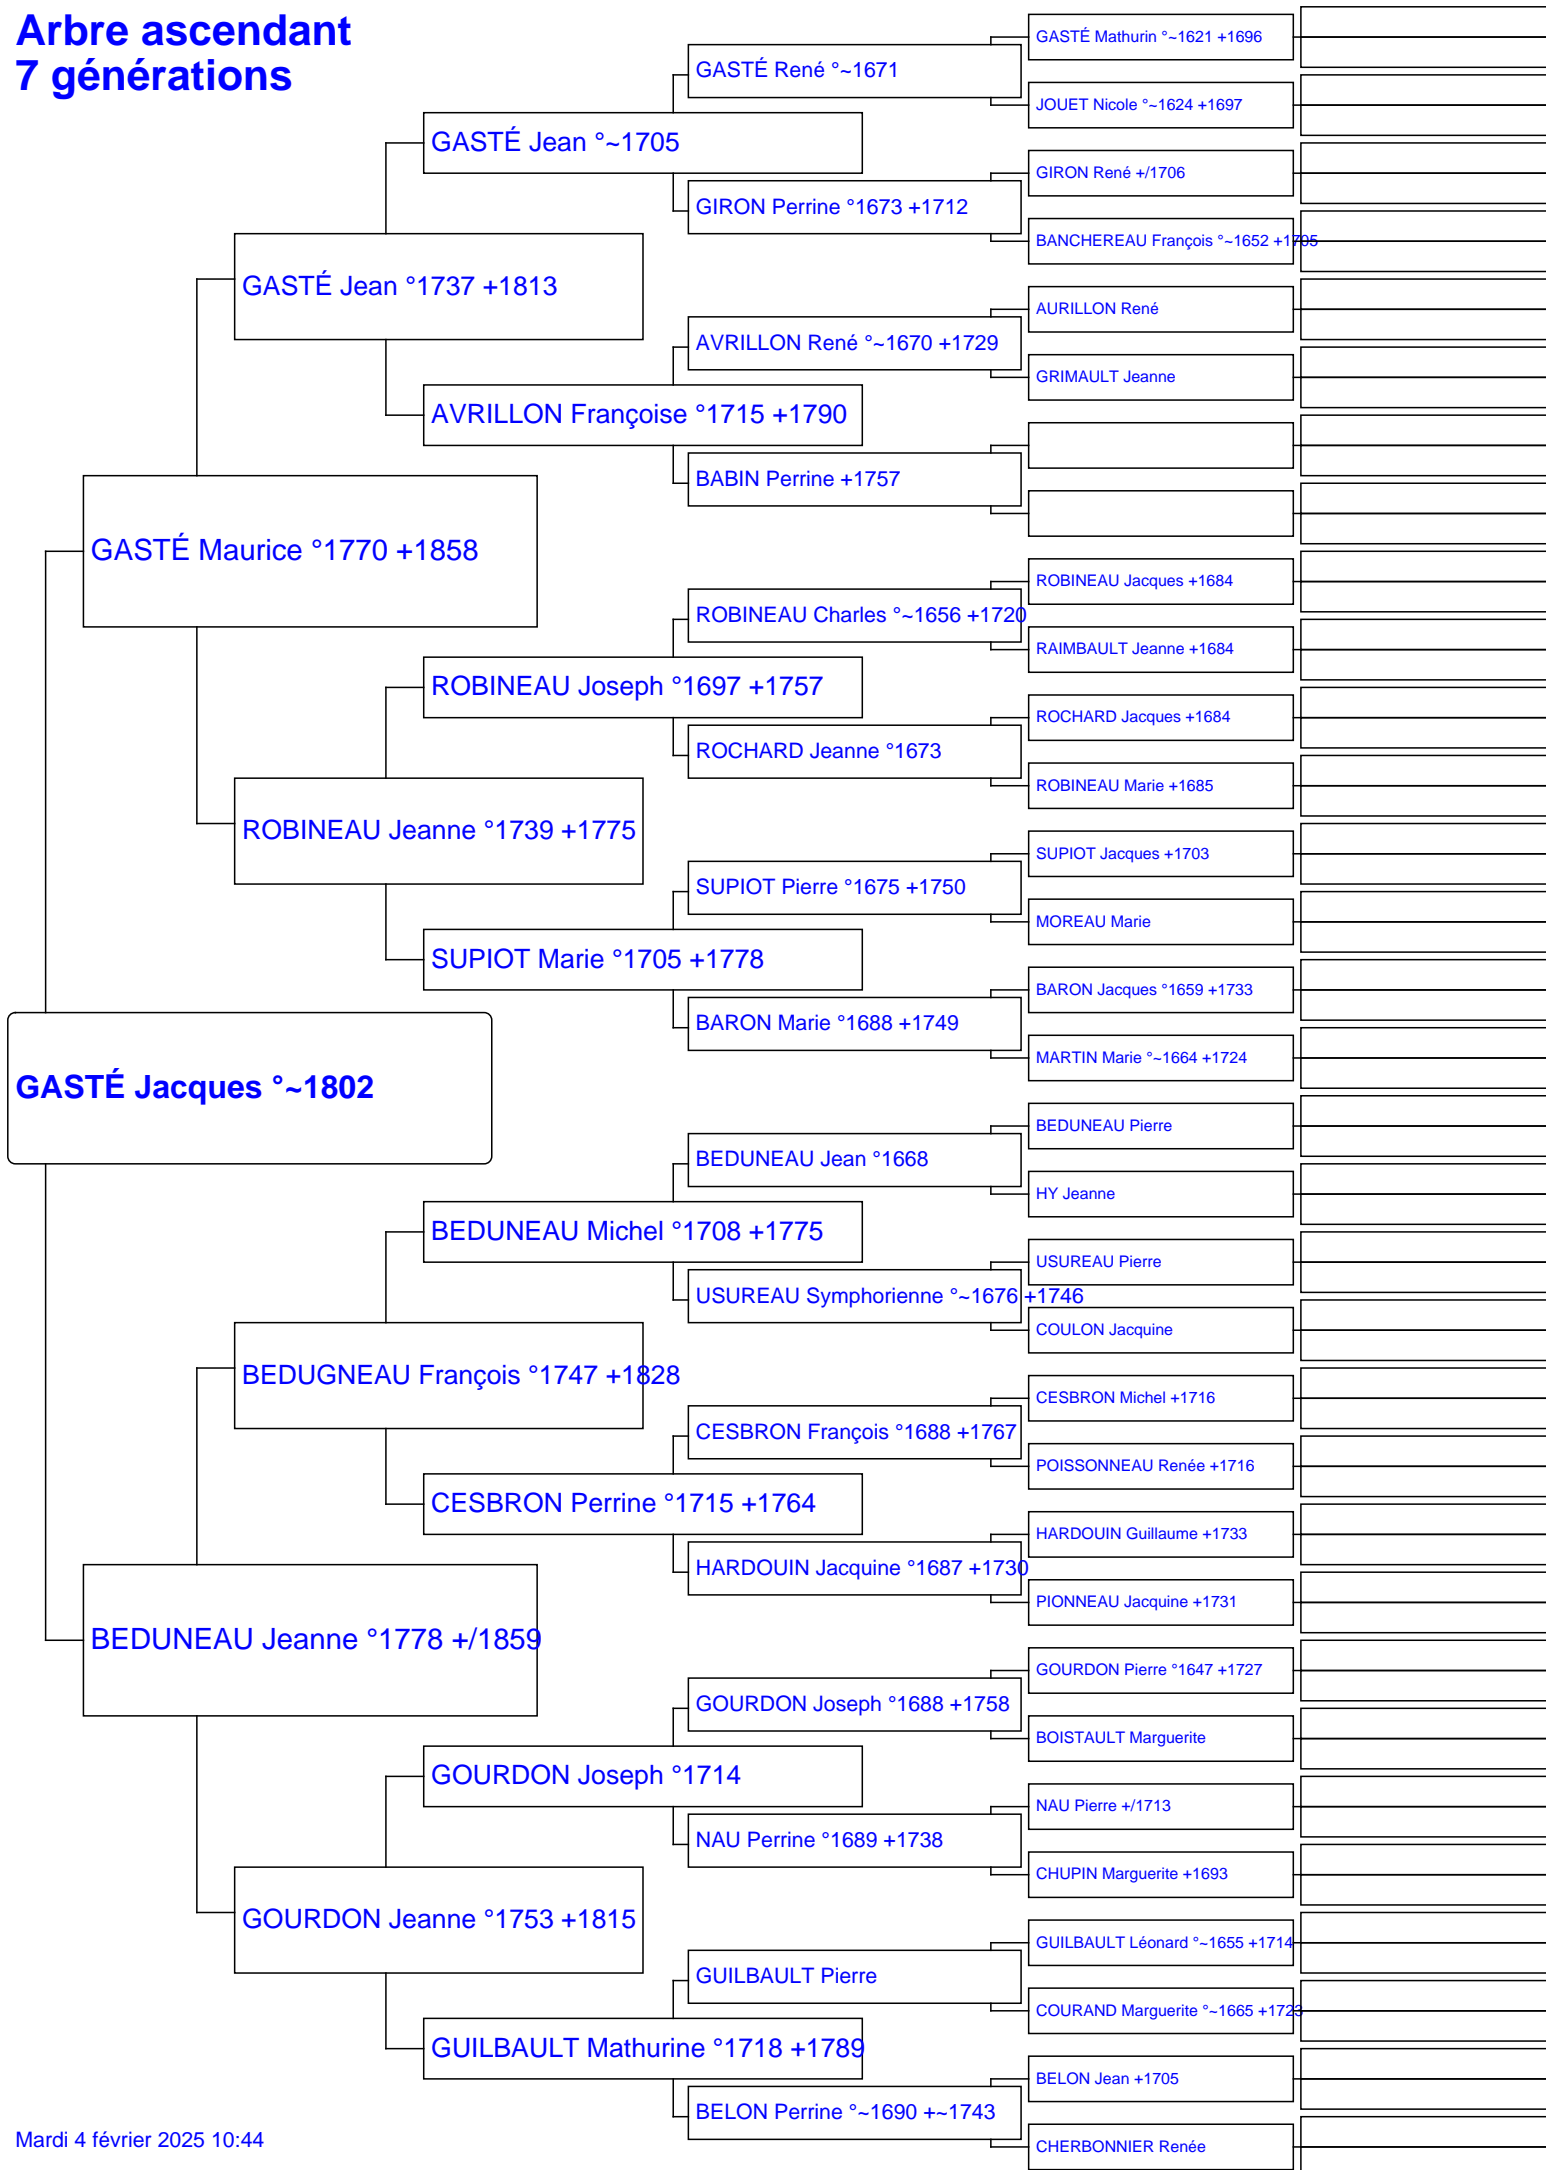 Arbre ascendant
7 générations
GASTÉ Jacques °~1802
GASTÉ Maurice °1770 +1858
BEDUNEAU Jeanne °1778 +/1859
GASTÉ Jean °1737 +1813
ROBINEAU Jeanne °1739 +1775
BEDUGNEAU François °1747 +1828
GOURDON Jeanne °1753 +1815
GASTÉ Jean °~1705
AVRILLON Françoise °1715 +1790
ROBINEAU Joseph °1697 +1757
SUPIOT Marie °1705 +1778
BEDUNEAU Michel °1708 +1775
CESBRON Perrine °1715 +1764
GOURDON Joseph °1714
GUILBAULT Mathurine °1718 +1789
GASTÉ René °~1671
GIRON Perrine °1673 +1712
AVRILLON René °~1670 +1729
BABIN Perrine +1757
ROBINEAU Charles °~1656 +1720
ROCHARD Jeanne °1673
SUPIOT Pierre °1675 +1750
BARON Marie °1688 +1749
BEDUNEAU Jean °1668
USUREAU Symphorienne °~1676 +1746
CESBRON François °1688 +1767
HARDOUIN Jacquine °1687 +1730
GOURDON Joseph °1688 +1758
NAU Perrine °1689 +1738
GUILBAULT Pierre
BELON Perrine °~1690 +~1743
GASTÉ Mathurin °~1621 +1696
JOUET Nicole °~1624 +1697
GIRON René +/1706
BANCHEREAU François °~1652 +1705
AURILLON René
GRIMAULT Jeanne
ROBINEAU Jacques +1684
RAIMBAULT Jeanne +1684
ROCHARD Jacques +1684
ROBINEAU Marie +1685
SUPIOT Jacques +1703
MOREAU Marie
BARON Jacques °1659 +1733
MARTIN Marie °~1664 +1724
BEDUNEAU Pierre
HY Jeanne
USUREAU Pierre
COULON Jacquine
CESBRON Michel +1716
POISSONNEAU Renée +1716
HARDOUIN Guillaume +1733
PIONNEAU Jacquine +1731
GOURDON Pierre °1647 +1727
BOISTAULT Marguerite
NAU Pierre +/1713
CHUPIN Marguerite +1693
GUILBAULT Léonard °~1655 +1714
COURAND Marguerite °~1665 +1723
BELON Jean +1705
CHERBONNIER Renée
Mardi 4 février 2025 10:44